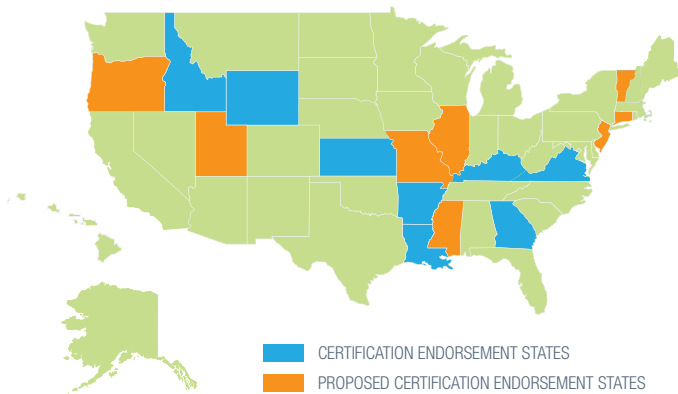 CERTIFICATION ENDORSEMENT STATES
PROPOSED CERTIFICATION ENDORSEMENT STATES